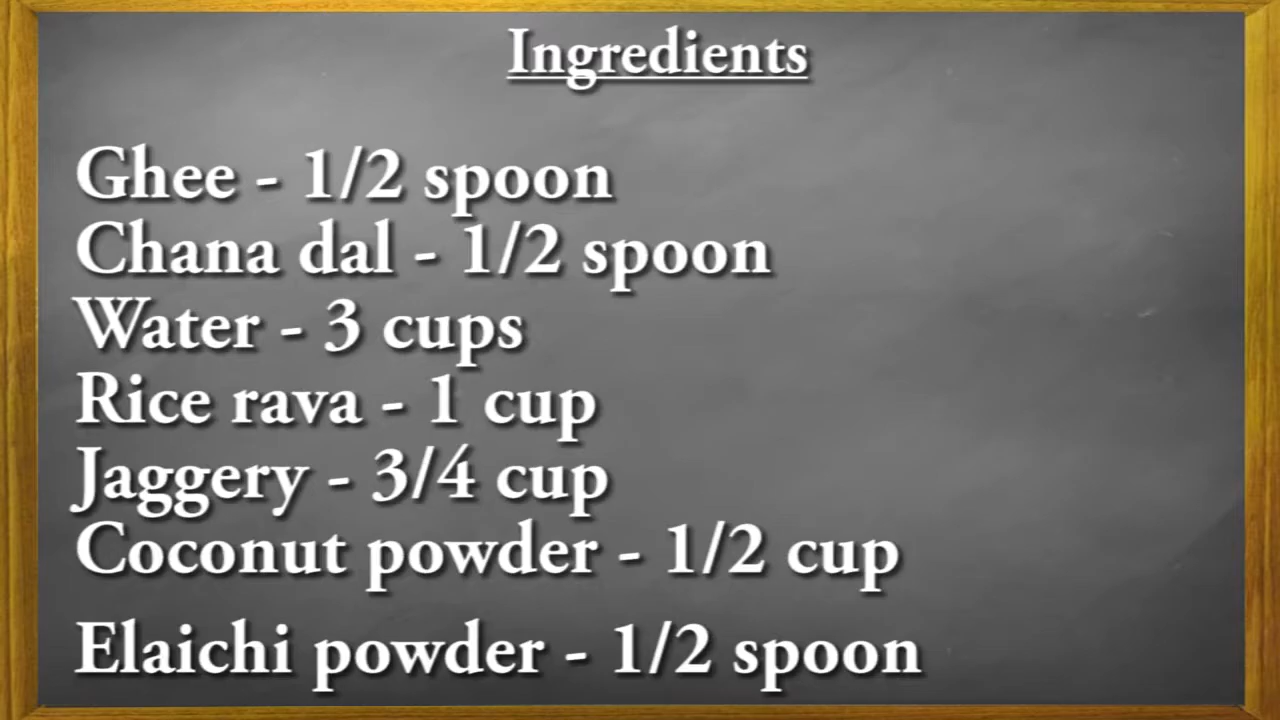 Ingredients
Ghee - 1/2 spoon
Chana dal - 1/2 spoon
Water - 3 cups
Rice rava - 1 cup
Jaggery - 3/4 cup
Coconut powder - 1/2 cup
Elaichi powder - 1/2 spoon